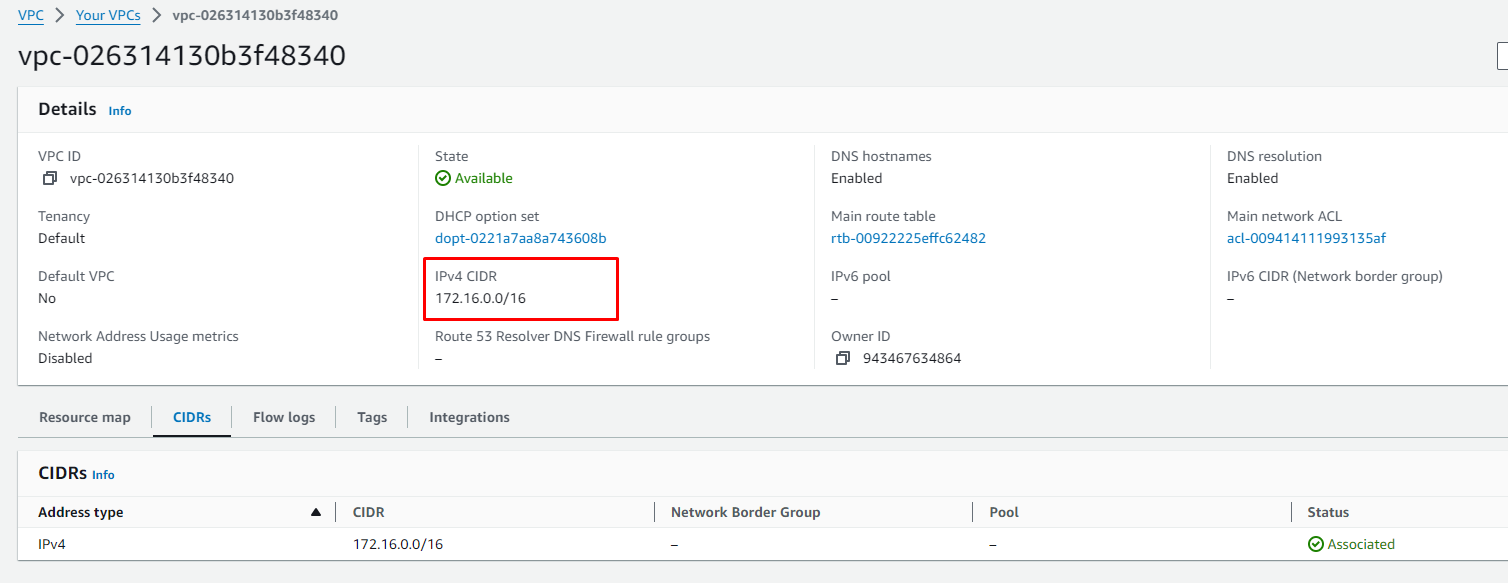 VPC > Your VPCs > vpc-026314130b3f48340
vpc-026314130b3f48340
Details Info
VPC ID State DNS hostnames DNS resolution
vpc-026314130b3f48340 Available Enabled Enabled
Tenancy DHCP option set Main route table Main network ACL
Default dopt-0221a7aa8a743608b rtb-00922225effc62482 acl-009414111993135af
Default VPC IPv4 CIDR IPv6 pool IPv6 CIDR (Network border group)
No 172.16.0.0/16 – –
Network Address Usage metrics Route 53 Resolver DNS Firewall rule groups Owner ID
Disabled – 943467634864
Resource map CIDRs Flow logs Tags Integrations
CIDRs Info
Address type CIDR Network Border Group Pool Status
IPv4 172.16.0.0/16 – – Associated